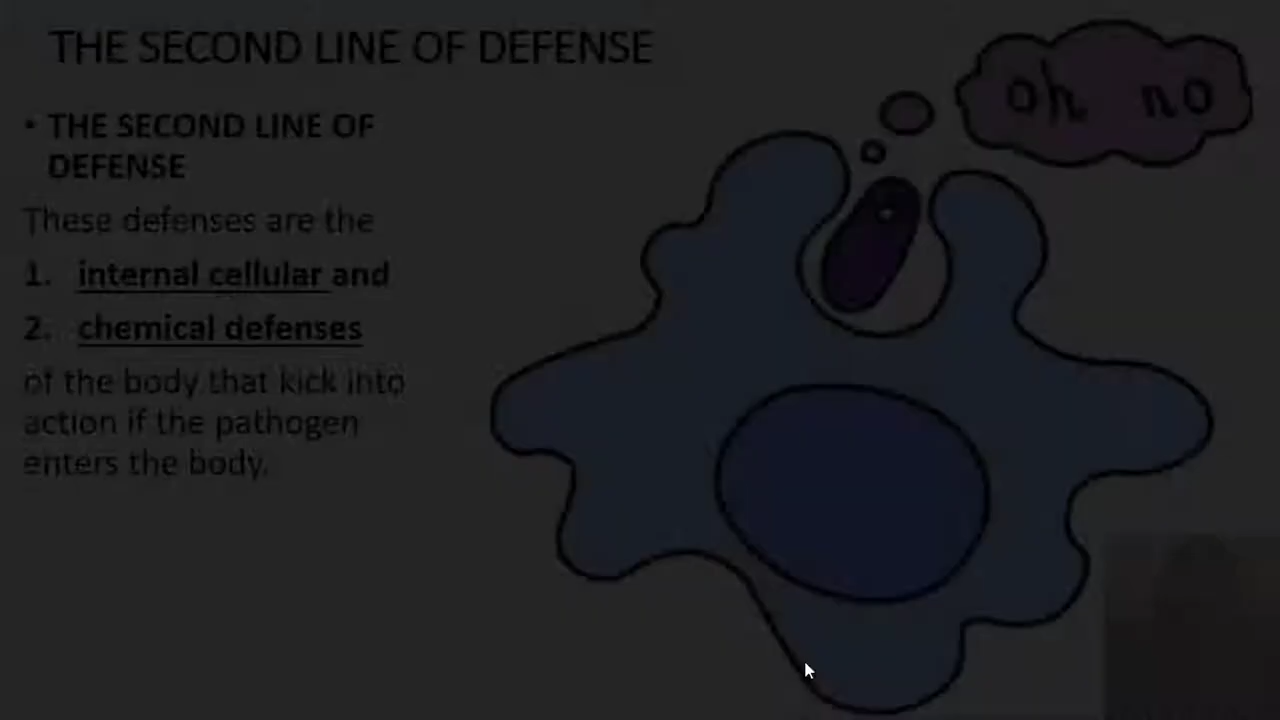 THE SECOND LINE OF DEFENSE
oh no
• THE SECOND LINE OF
DEFENSE
These defenses are the
1. internal cellular and
2. chemical defenses
of the body that kick into
action if the pathogen
enters the body.